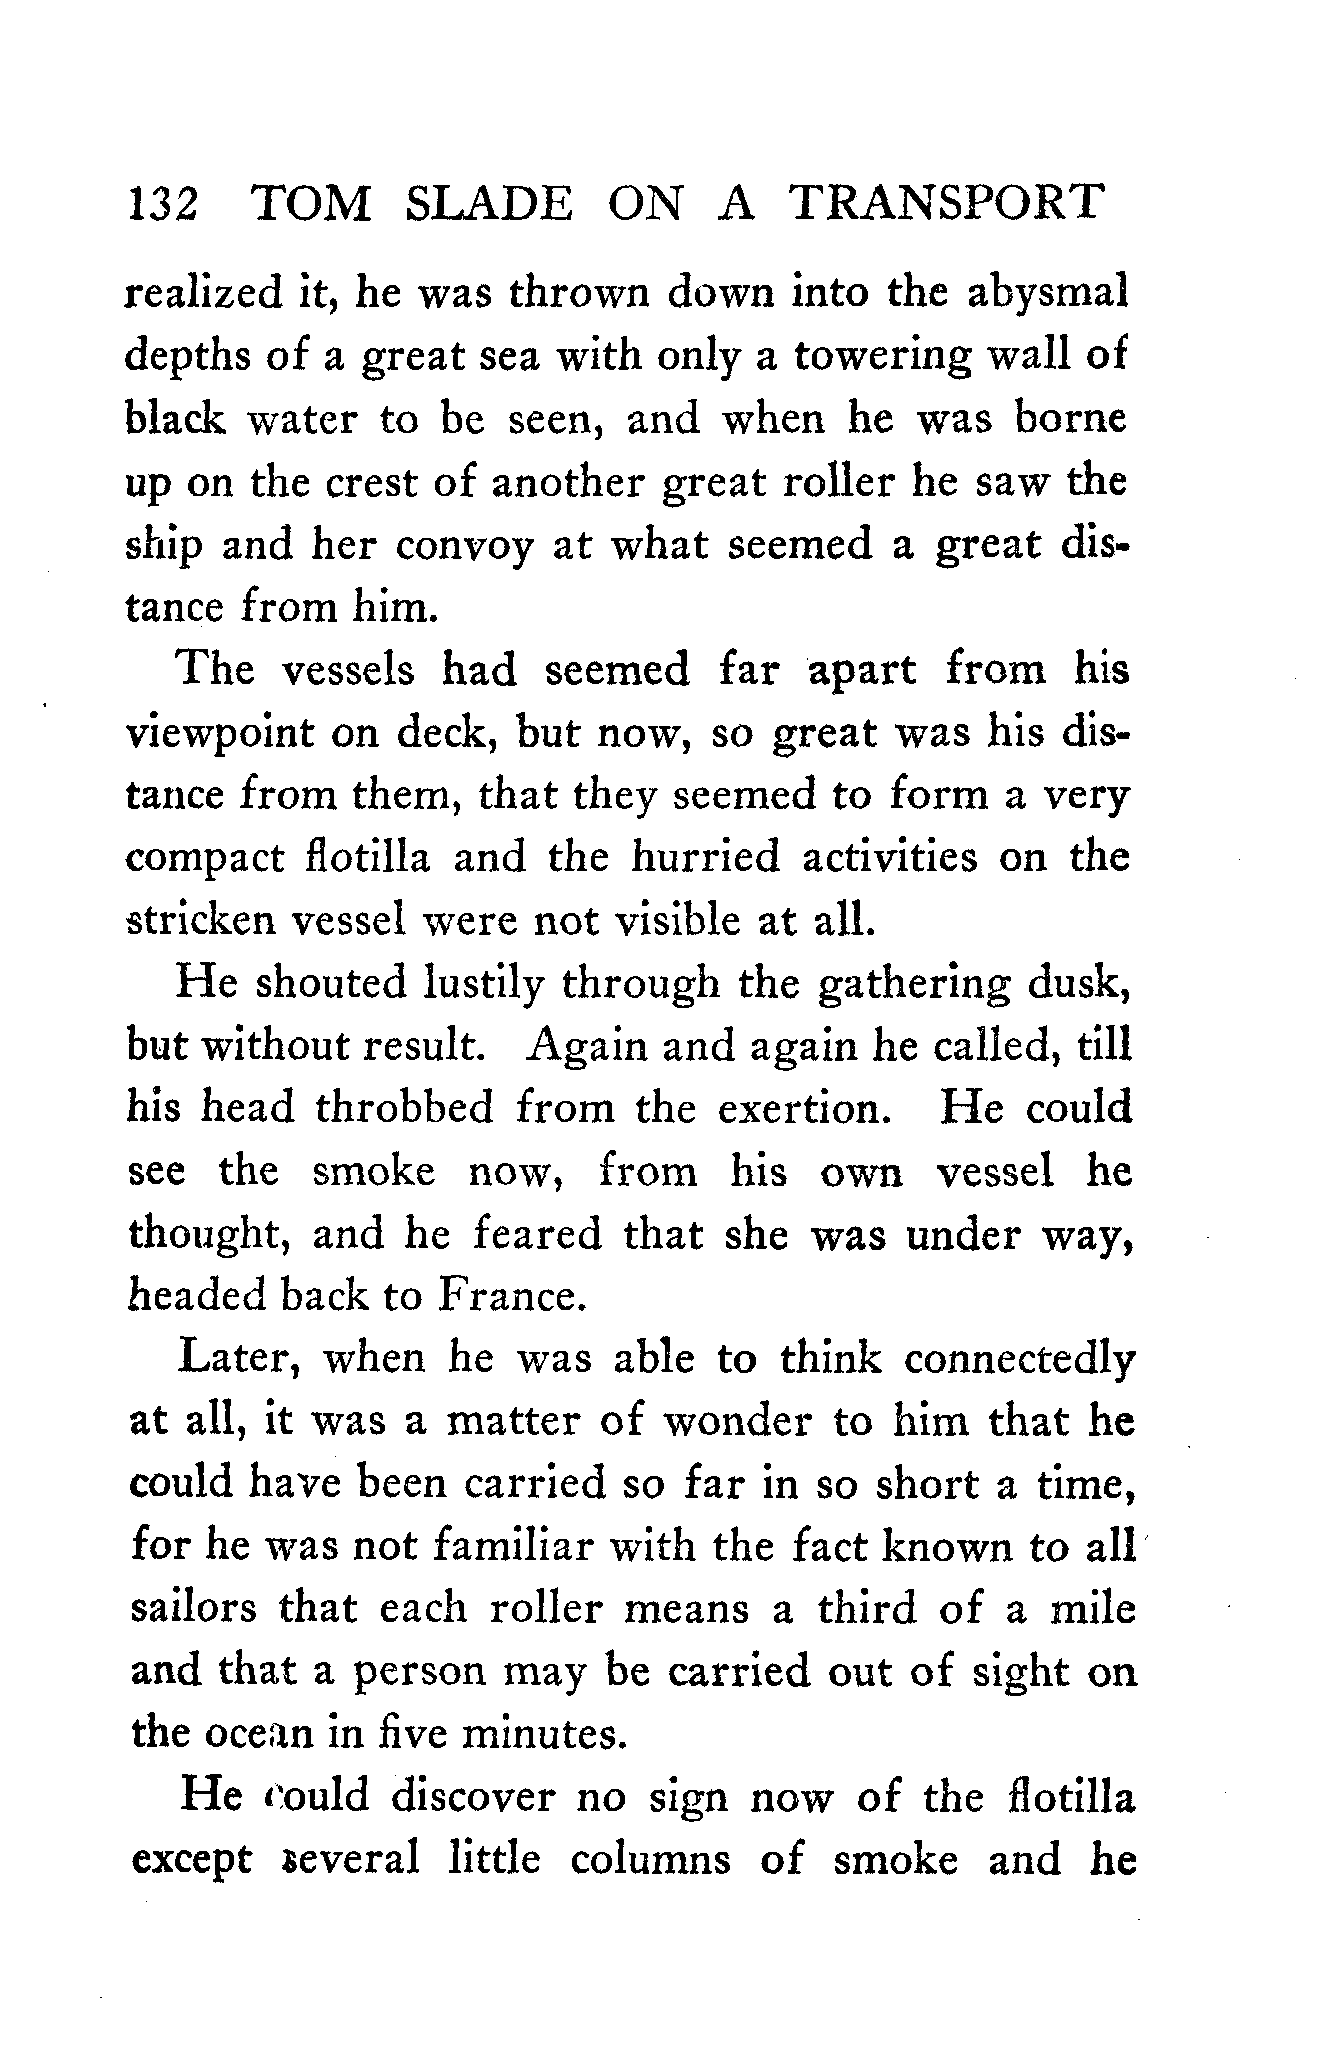 132 TOM SLADE ON A TRANSPORT
realized it, he was thrown down into the abysmal
depths of a great sea with only a towering wall of
black water to be seen, and when he was borne
up on the crest of another great roller he saw the
ship and her convoy at what seemed a great dis-
tance from him.
The vessels had seemed far apart from his
viewpoint on deck, but now, so great was his dis-
tance from them, that they seemed to form a very
compact flotilla and the hurried activities on the
stricken vessel were not visible at all.
He shouted lustily through the gathering dusk,
but without result. Again and again he called, till
his head throbbed from the exertion. He could
see the smoke now, from his own vessel he
thought, and he feared that she was under way,
headed back to France.
Later, when he was able to think connectedly
at all, it was a matter of wonder to him that he
could have been carried so far in so short a time,
for he was not familiar with the fact known to all
sailors that each roller means a third of a mile
and that a person may be carried out of sight on
the ocean in five minutes.
He could discover no sign now of the flotilla
except several little columns of smoke and he